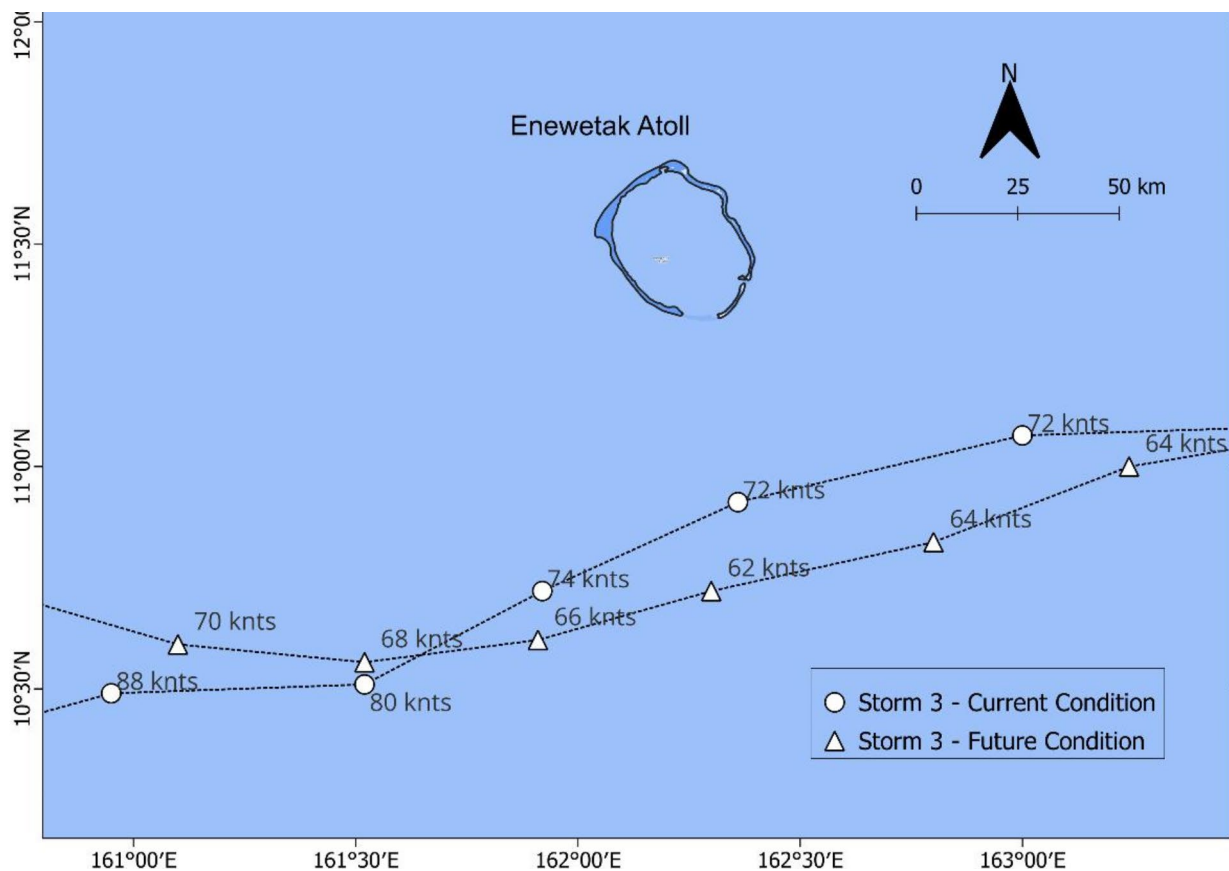 12°00
Enewetak Atoll
N
0 25 50 km
11°30'N
72 knts
64 knts
11°00'N
72 knts
64 knts
74 knts
62 knts
66 knts
70 knts
68 knts
88 knts
80 knts
10°30'N
Storm 3 - Current Condition
Storm 3 - Future Condition
161°00'E 161°30'E 162°00'E 162°30'E 163°00'E